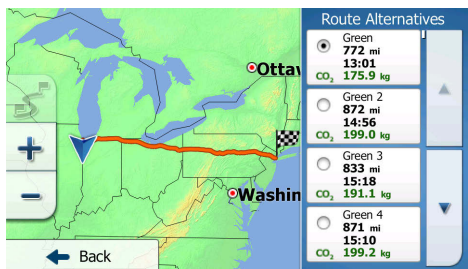 Ottav
Washin
+
−
Back
Route Alternatives
Green
772 mi
13:01
CO₂ 175.9 kg
Green 2
872 mi
14:56
CO₂ 199.0 kg
Green 3
833 mi
15:18
CO₂ 191.1 kg
Green 4
871 mi
15:10
CO₂ 199.2 kg